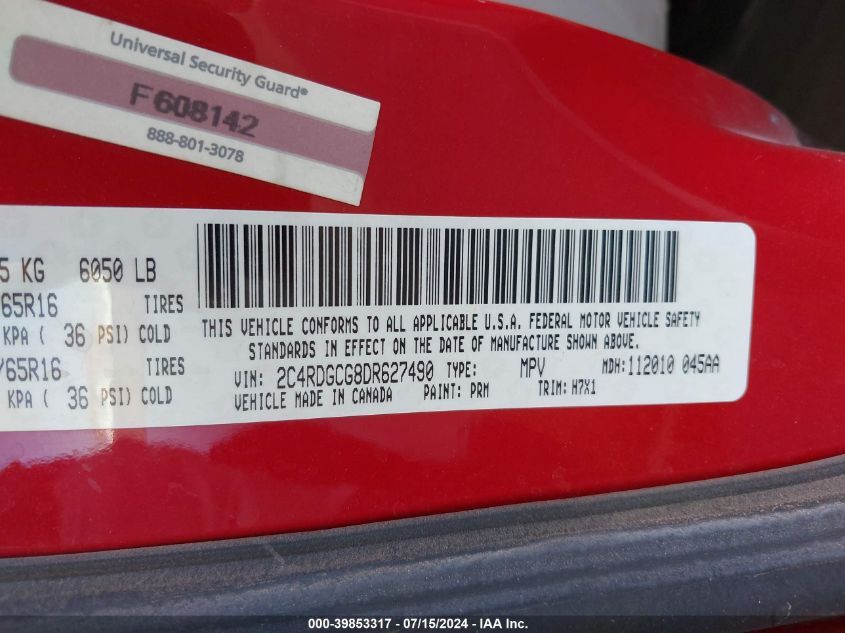 Universal Security Guard®
F608142
888-801-3078
5 KG 6050 LB
65R16 TIRES
KPA ( 36 PSI) COLD
/65R16 TIRES
KPA ( 36 PSI) COLD
THIS VEHICLE CONFORMS TO ALL APPLICABLE U.S.A. FEDERAL MOTOR VEHICLE SAFETY
STANDARDS IN EFFECT ON THE DATE OF MANUFACTURE SHOWN ABOVE.
VIN: 2C4RDGCG8DR627490 TYPE: MPV MDH:112010 045AA
VEHICLE MADE IN CANADA PAINT: PRM TRIM: H7X1
000-39853317 / 07/15/2024 - IAA Inc.